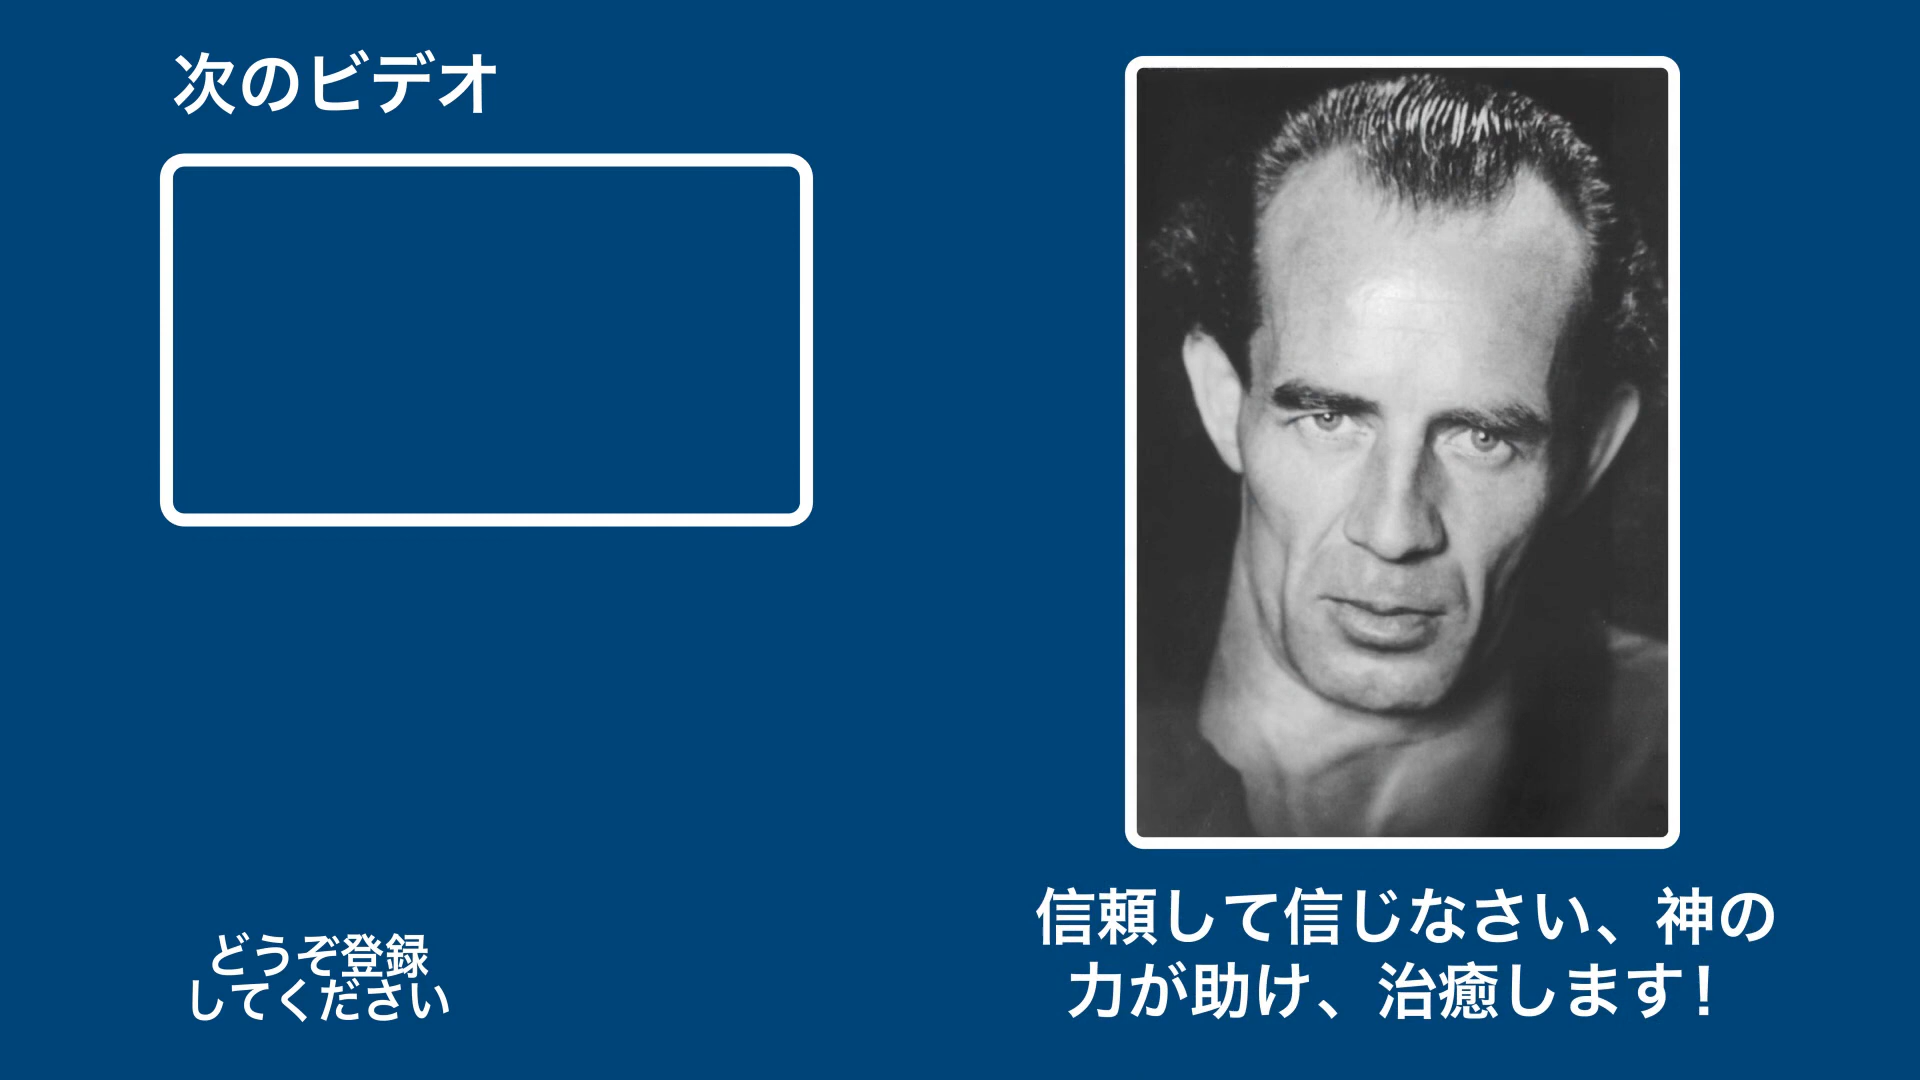 次のビデオ
どうぞ登録
してください
信頼して信じなさい、神の
力が助け、治癒します!